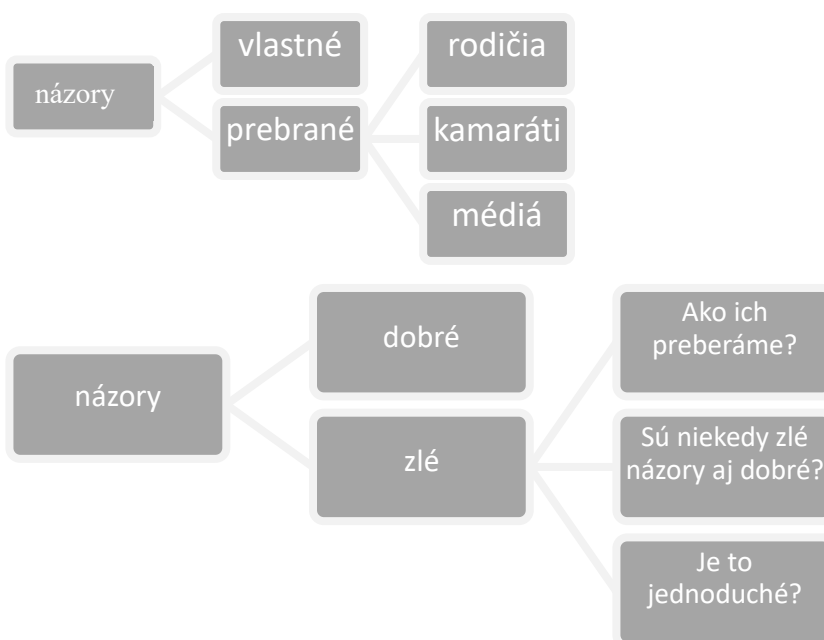 názory
vlastné
prebrané
rodičia
kamaráti
médiá
názory
dobré
zlé
Ako ich
preberáme?
Sú niekedy zlé
názory aj dobré?
Je to
jednoduché?